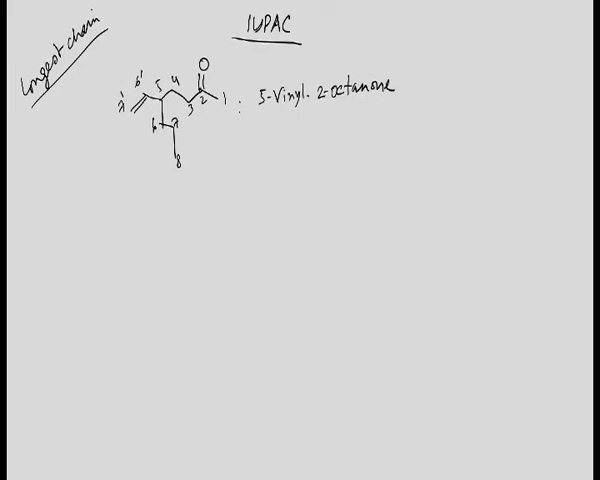 IUPAC
Longest chain
O
6' 5 4
7' 3 2 1 : 5-Vinyl. 2-octanone
6 7
8